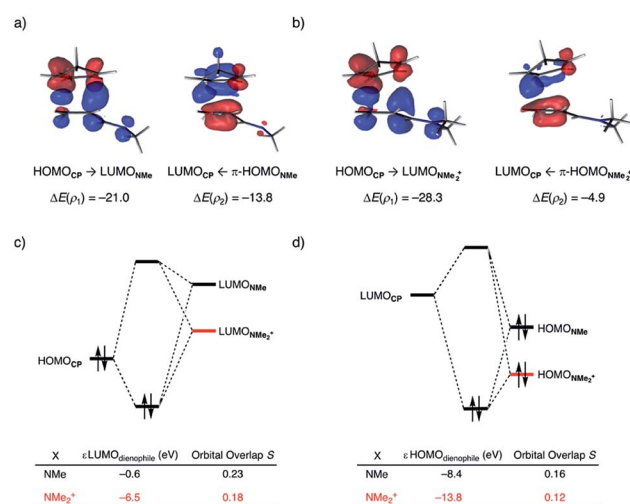 a)
b)
HOMO_CP → LUMO_NMe
LUMO_CP ← π-HOMO_NMe
HOMO_CP → LUMO_NMe₂⁺
LUMO_CP ← π-HOMO_NMe₂⁺
ΔE(ρ₁) = –21.0
ΔE(ρ₂) = –13.8
ΔE(ρ₁) = –28.3
ΔE(ρ₂) = –4.9
c)
LUMO_NMe
LUMO_NMe₂⁺
HOMO_CP
X εLUMO_dienophile (eV) Orbital Overlap S
NMe –0.6 0.23
NMe₂⁺ –6.5 0.18
d)
LUMO_CP
HOMO_NMe
HOMO_NMe₂⁺
X εHOMO_dienophile (eV) Orbital Overlap S
NMe –8.4 0.16
NMe₂⁺ –13.8 0.12